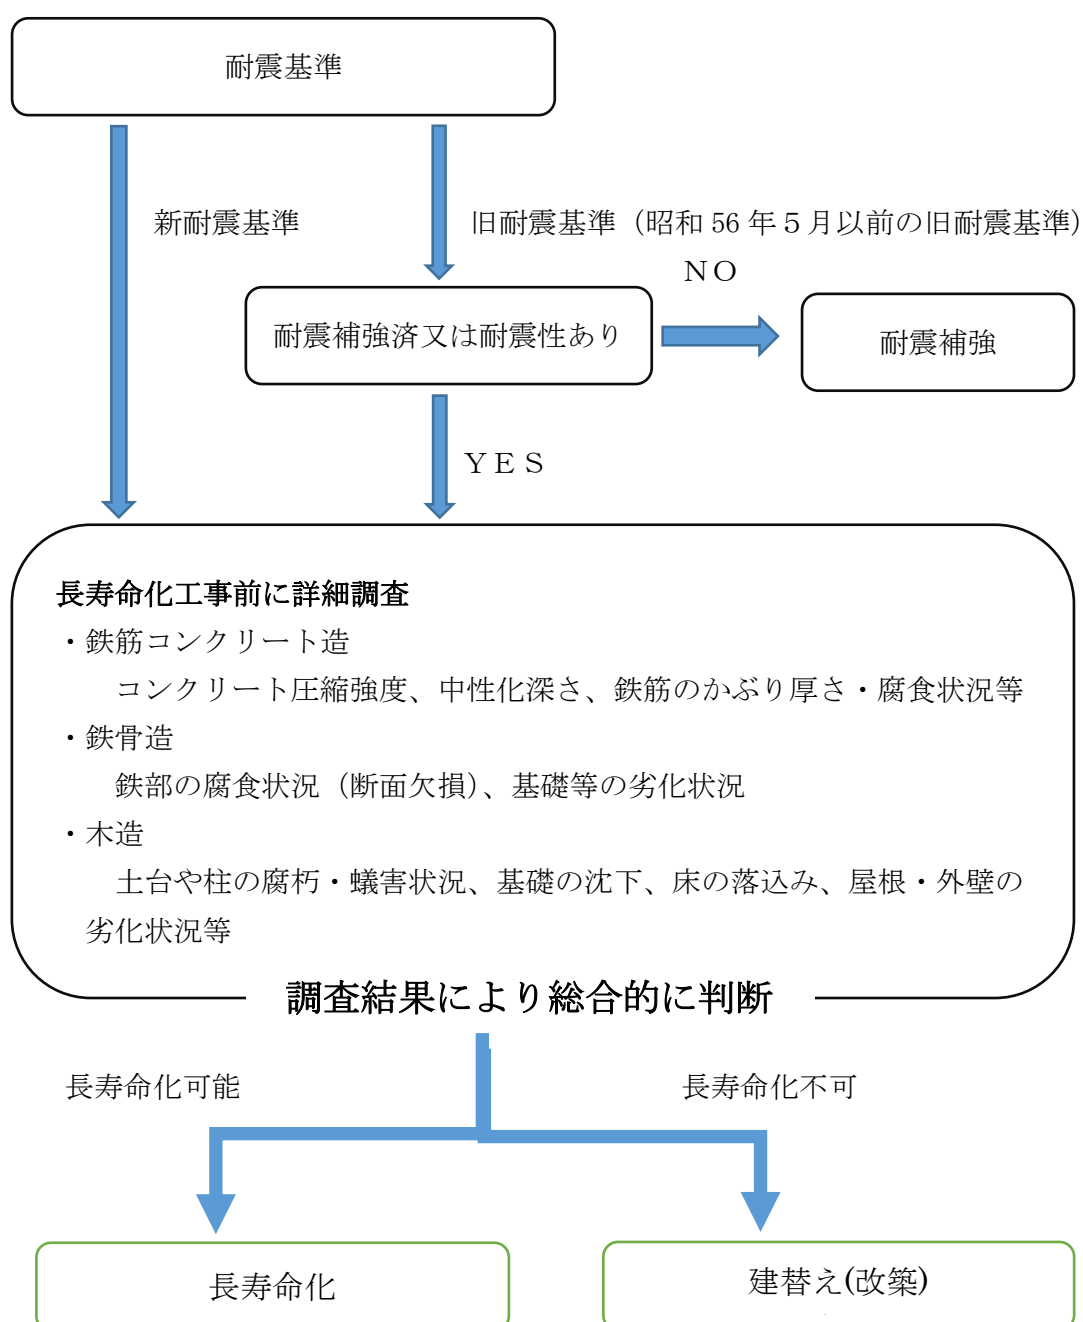 耐震基準
新耐震基準
旧耐震基準（昭和 56 年５月以前の旧耐震基準）
ＮＯ
耐震補強済又は耐震性あり
耐震補強
ＹＥＳ
長寿命化工事前に詳細調査
・鉄筋コンクリート造
コンクリート圧縮強度、中性化深さ、鉄筋のかぶり厚さ・腐食状況等
・鉄骨造
鉄部の腐食状況（断面欠損）、基礎等の劣化状況
・木造
土台や柱の腐朽・蟻害状況、基礎の沈下、床の落込み、屋根・外壁の
劣化状況等
調査結果により総合的に判断
長寿命化可能
長寿命化不可
長寿命化
建替え(改築)